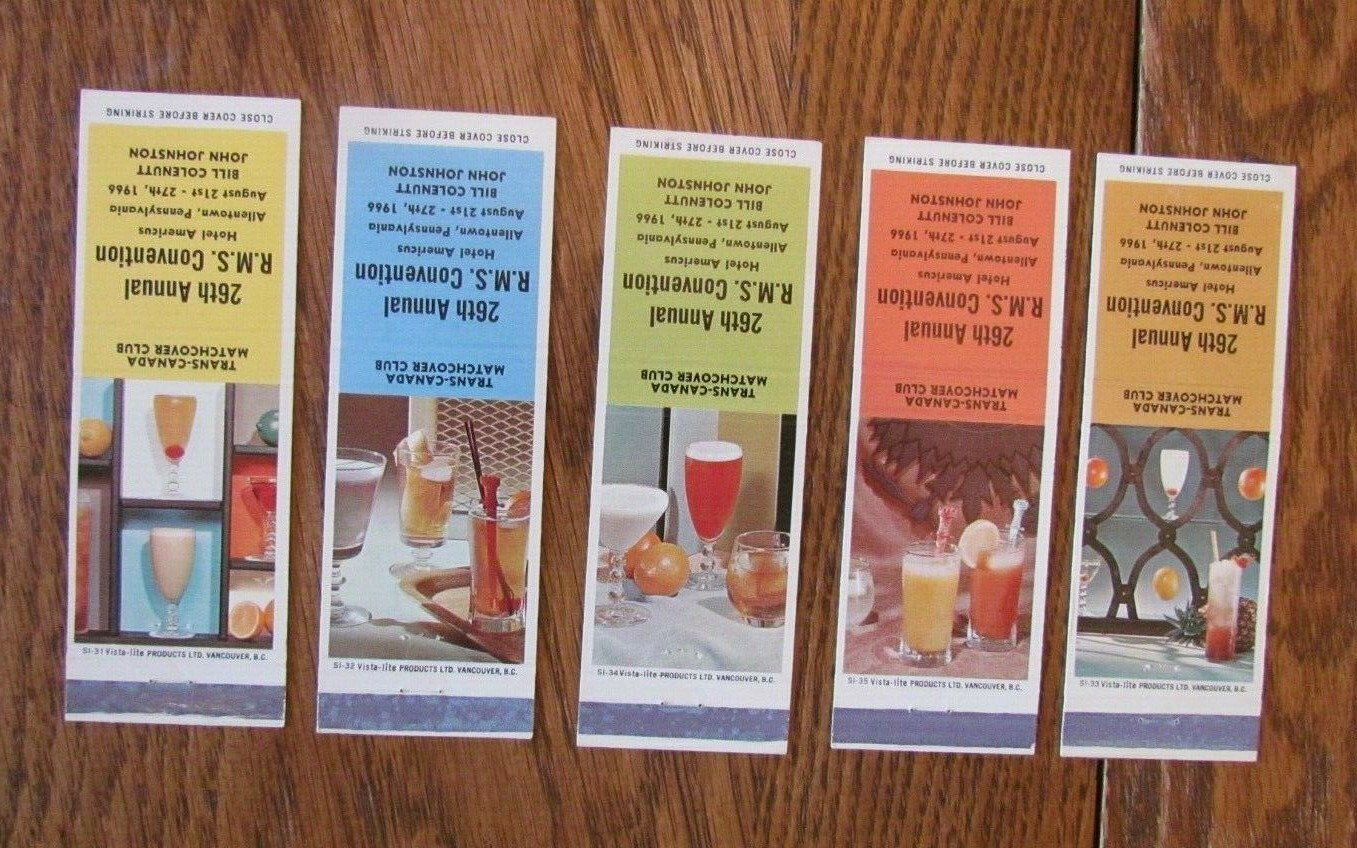 CLOSE COVER BEFORE STRIKING
TRANS-CANADA
MATCHCOVER CLUB
26th Annual
R.M.S. Convention
Hotel Americus
Allentown, Pennsylvania
August 21st - 27th, 1966
BILL COLENUTT
JOHN JOHNSTON
SI-31 Vista-lite PRODUCTS LTD. VANCOUVER, B.C.
CLOSE COVER BEFORE STRIKING
TRANS-CANADA
MATCHCOVER CLUB
26th Annual
R.M.S. Convention
Hotel Americus
Allentown, Pennsylvania
August 21st - 27th, 1966
BILL COLENUTT
JOHN JOHNSTON
SI-32 Vista-lite PRODUCTS LTD. VANCOUVER, B.C.
CLOSE COVER BEFORE STRIKING
TRANS-CANADA
MATCHCOVER CLUB
26th Annual
R.M.S. Convention
Hotel Americus
Allentown, Pennsylvania
August 21st - 27th, 1966
BILL COLENUTT
JOHN JOHNSTON
SI-34 Vista-lite PRODUCTS LTD. VANCOUVER, B.C.
CLOSE COVER BEFORE STRIKING
TRANS-CANADA
MATCHCOVER CLUB
26th Annual
R.M.S. Convention
Hotel Americus
Allentown, Pennsylvania
August 21st - 27th, 1966
BILL COLENUTT
JOHN JOHNSTON
SI-35 Vista-lite PRODUCTS LTD. VANCOUVER, B.C.
CLOSE COVER BEFORE STRIKING
TRANS-CANADA
MATCHCOVER CLUB
26th Annual
R.M.S. Convention
Hotel Americus
Allentown, Pennsylvania
August 21st - 27th, 1966
BILL COLENUTT
JOHN JOHNSTON
SI-33 Vista-lite PRODUCTS LTD. VANCOUVER, B.C.